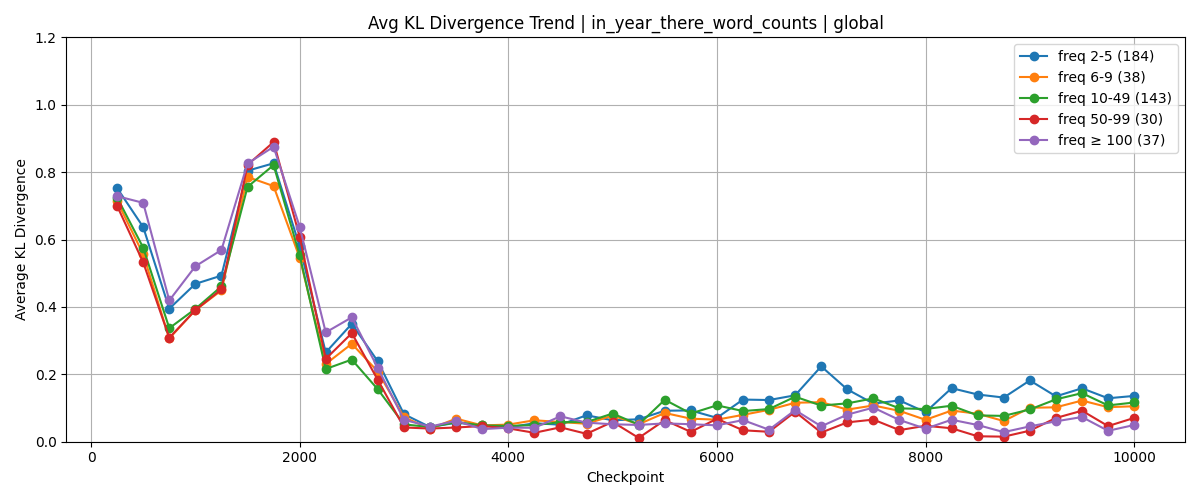 Avg KL Divergence Trend | in_year_there_word_counts | global
Average KL Divergence
1.2
1.0
0.8
0.6
0.4
0.2
0.0
freq 2-5 (184)
freq 6-9 (38)
freq 10-49 (143)
freq 50-99 (30)
freq ≥ 100 (37)
0 2000 4000 6000 8000 10000
Checkpoint